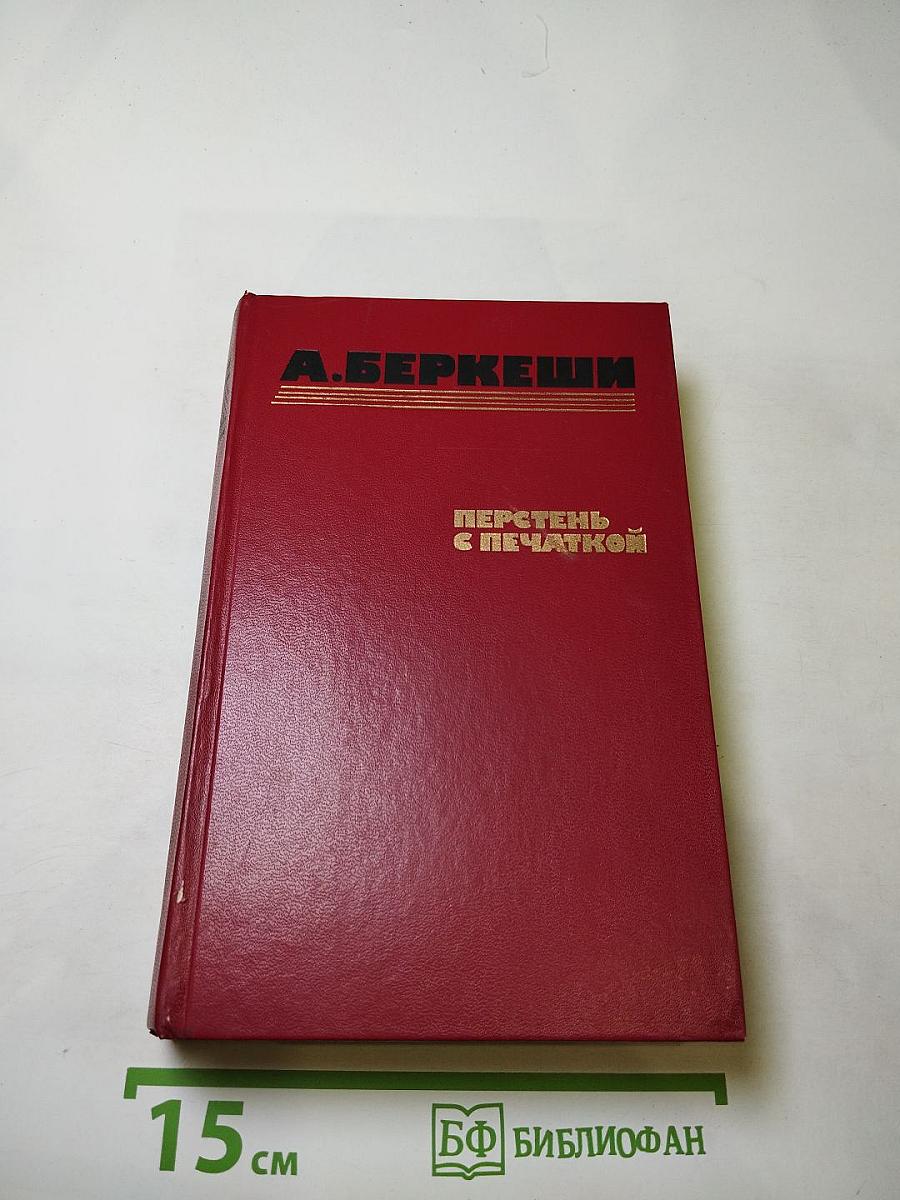 А.БЕРКЕШИ
ПЕРСТЕНЬ
С ПЕЧАТКОЙ
15 см
БФ БИБЛИОФАН